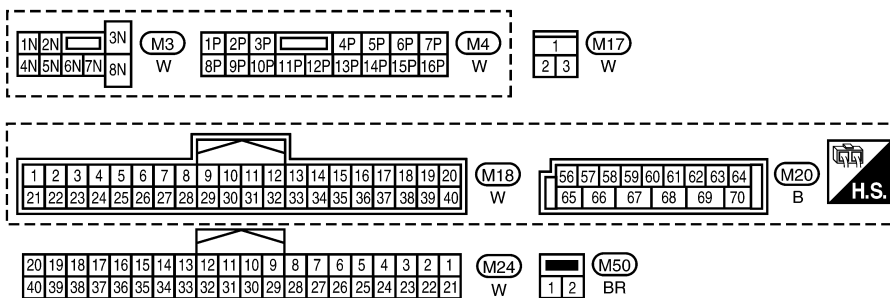 1N 2N 3N M3 1P 2P 3P 4P 5P 6P 7P M4 1 M17
4N 5N 6N 7N 8N W 8P 9P 10P 11P 12P 13P 14P 15P 16P W 2 3 W
1 2 3 4 5 6 7 8 9 10 11 12 13 14 15 16 17 18 19 20 M18 56 57 58 59 60 61 62 63 64 M20
21 22 23 24 25 26 27 28 29 30 31 32 33 34 35 36 37 38 39 40 W 65 66 67 68 69 70 B H.S.
20 19 18 17 16 15 14 13 12 11 10 9 8 7 6 5 4 3 2 1 M24 M50
40 39 38 37 36 35 34 33 32 31 30 29 28 27 26 25 24 23 22 21 W 1 2 BR